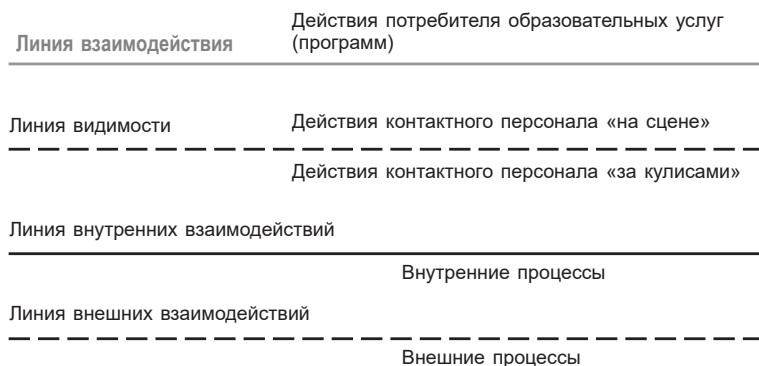 Действия потребителя образовательных услуг
(программ)
Линия взаимодействия
Линия видимости
Действия контактного персонала «на сцене»
Действия контактного персонала «за кулисами»
Линия внутренних взаимодействий
Внутренние процессы
Линия внешних взаимодействий
Внешние процессы